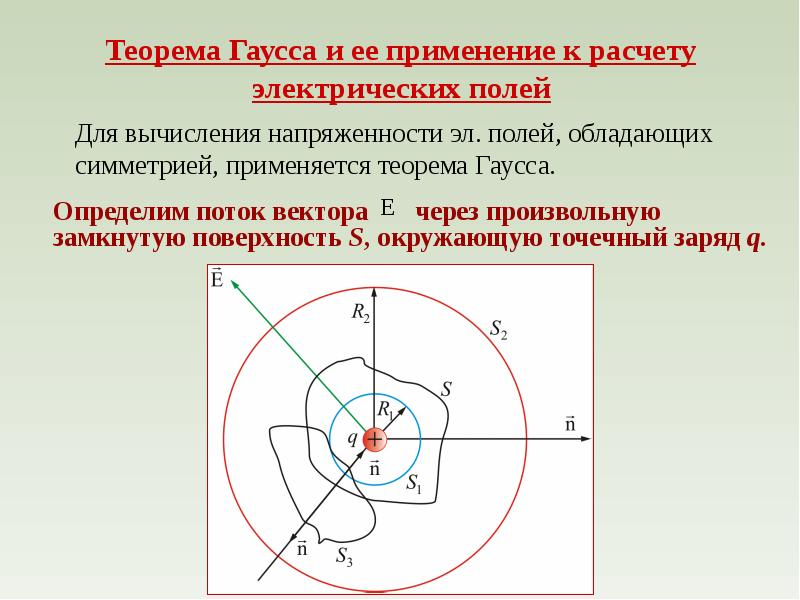 Теорема Гаусса и ее применение к расчету
электрических полей
Для вычисления напряженности эл. полей, обладающих
симметрией, применяется теорема Гаусса.
Определим поток вектора E через произвольную
замкнутую поверхность S, окружающую точечный заряд q.
E⃗
R₂
S₂
S
R₁
n⃗
q
+
n⃗
S₁
n⃗
S₃